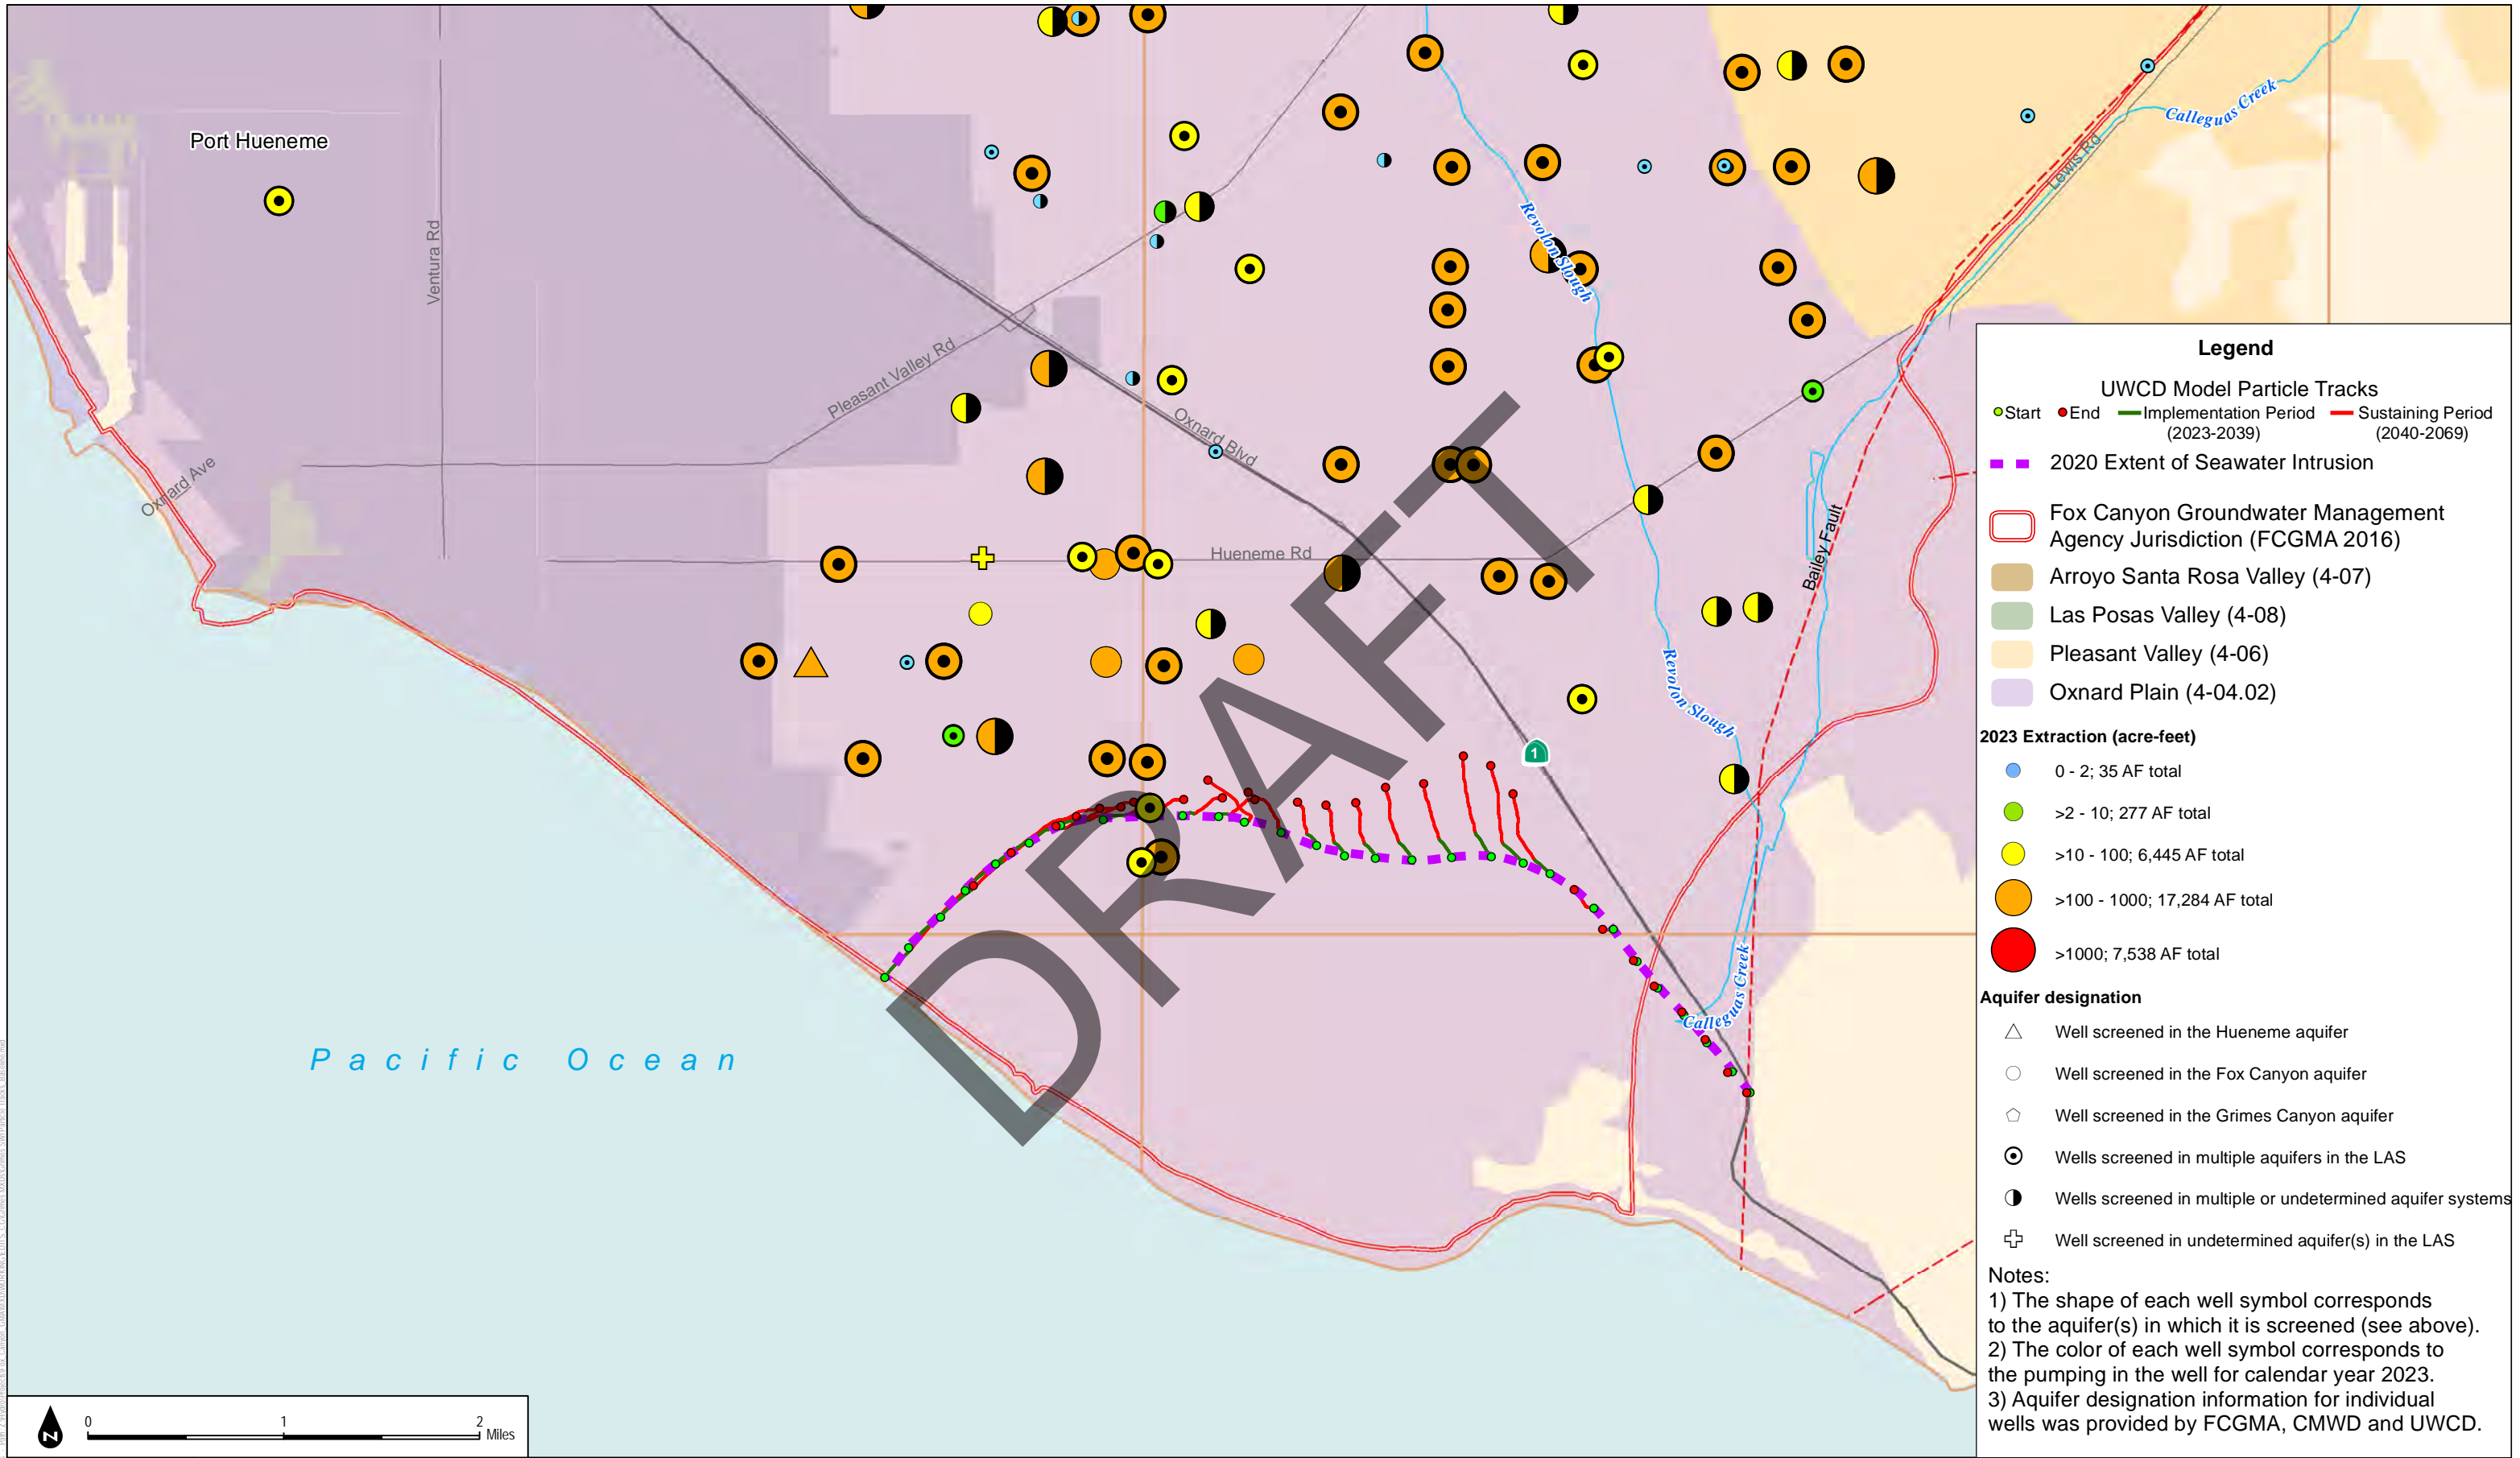 Port Hueneme
Ventura Rd
Oxnard Ave
Pleasant Valley Rd
Oxnard Blvd
Hueneme Rd
Revolon Slough
Revolon Slough
Calleguas Creek
Lewis Rd
Bailey Fault
1
Calleguas Creek
Pacific Ocean
DRAFT
0 1 2
Miles
N
Legend
UWCD Model Particle Tracks
Start End Implementation Period Sustaining Period
(2023-2039) (2040-2069)
2020 Extent of Seawater Intrusion
Fox Canyon Groundwater Management
Agency Jurisdiction (FCGMA 2016)
Arroyo Santa Rosa Valley (4-07)
Las Posas Valley (4-08)
Pleasant Valley (4-06)
Oxnard Plain (4-04.02)
2023 Extraction (acre-feet)
0 - 2; 35 AF total
>2 - 10; 277 AF total
>10 - 100; 6,445 AF total
>100 - 1000; 17,284 AF total
>1000; 7,538 AF total
Aquifer designation
Well screened in the Hueneme aquifer
Well screened in the Fox Canyon aquifer
Well screened in the Grimes Canyon aquifer
Wells screened in multiple aquifers in the LAS
Wells screened in multiple or undetermined aquifer systems
Well screened in undetermined aquifer(s) in the LAS
Notes:
1) The shape of each well symbol corresponds
to the aquifer(s) in which it is screened (see above).
2) The color of each well symbol corresponds to
the pumping in the well for calendar year 2023.
3) Aquifer designation information for individual
wells was provided by FCGMA, CMWD and UWCD.